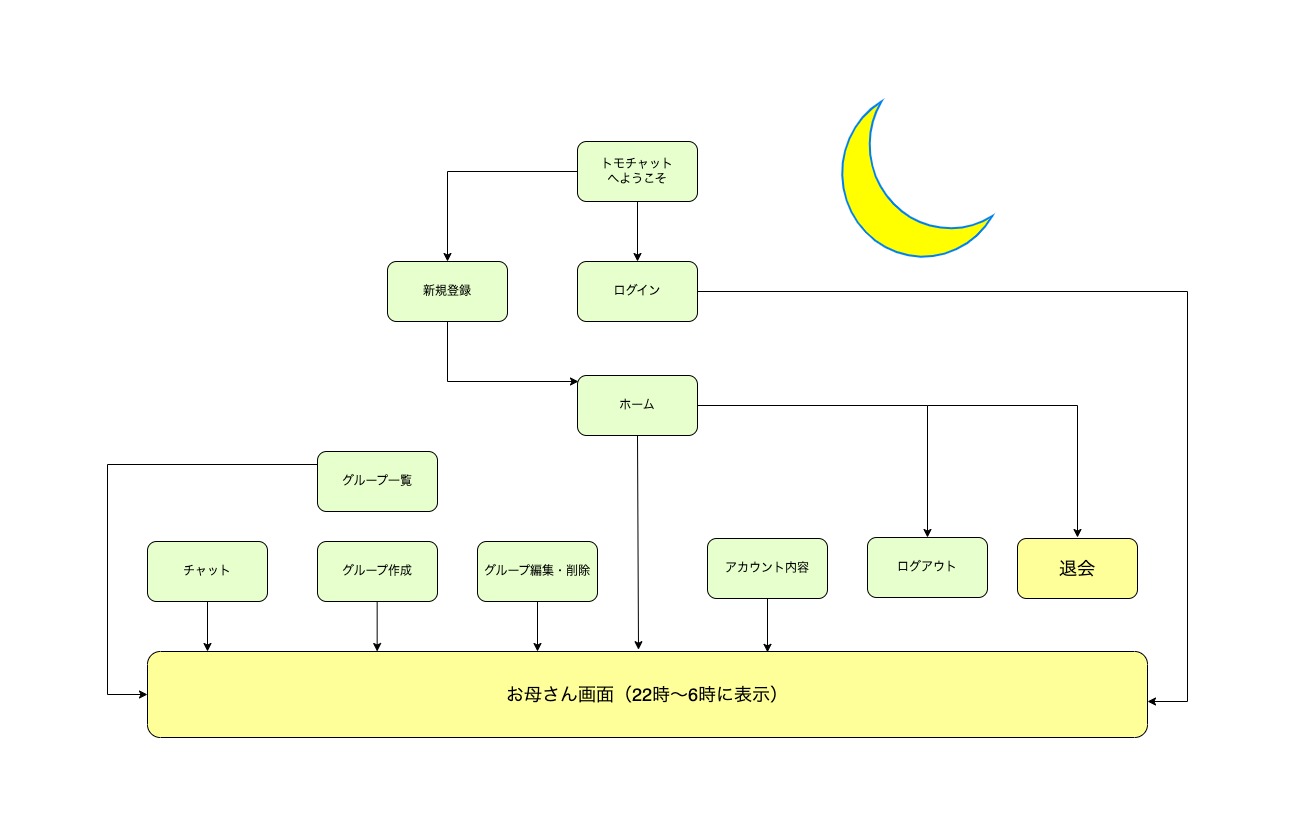 トモチャット
へようこそ
新規登録
ログイン
ホーム
グループ一覧
チャット
グループ作成
グループ編集・削除
アカウント内容
ログアウト
退会
お母さん画面（22時〜6時に表示）